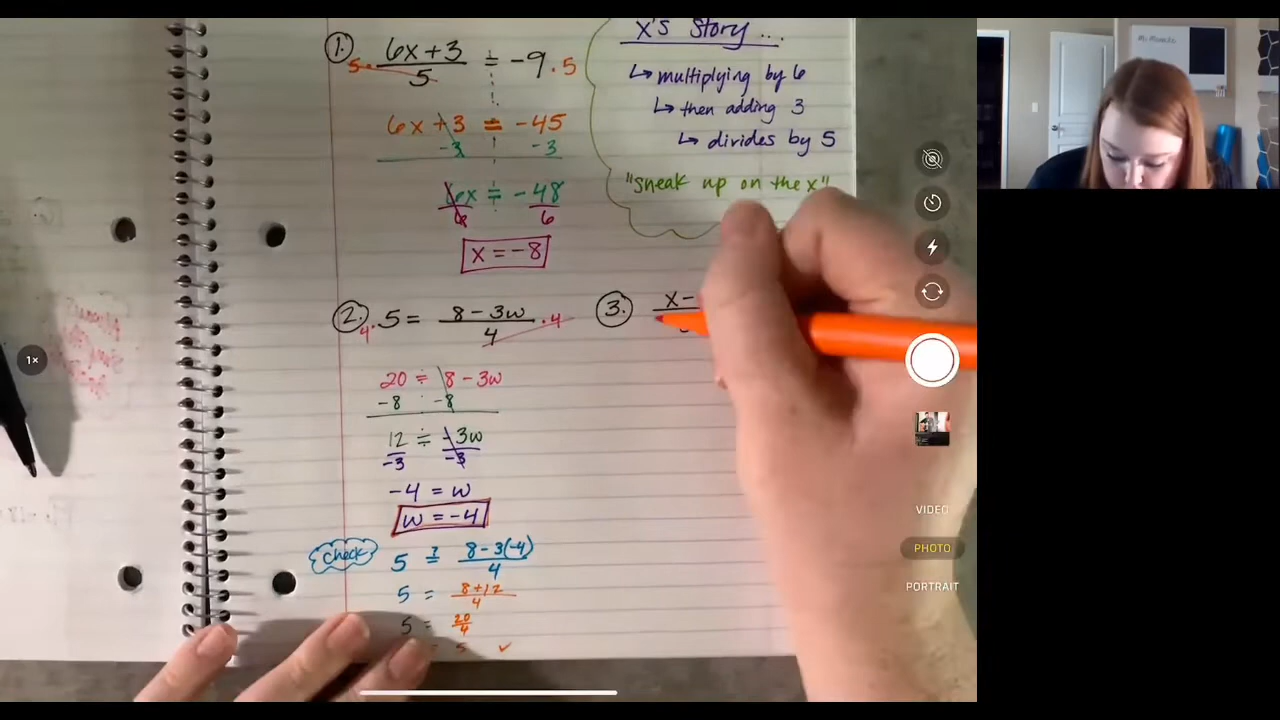 1. (6x+3)/5 = -9 · 5
5 ·
6x + 3 = -45
-3 -3
6x = -48
6 6
x = -8
x's Story ...
↳ multiplying by 6
↳ then adding 3
↳ divides by 5
"sneak up on the x"
2. 5 = (8 - 3w)/4 · 4
4 ·
20 = 8 - 3w
-8 -8
12 = -3w
-3 -3
-4 = w
w = -4
Check 5 ≟ (8 - 3(-4))/4
5 = (8+12)/4
5 = 20/4
= 5 ✓
3. x -
1×
VIDEO
PHOTO
PORTRAIT